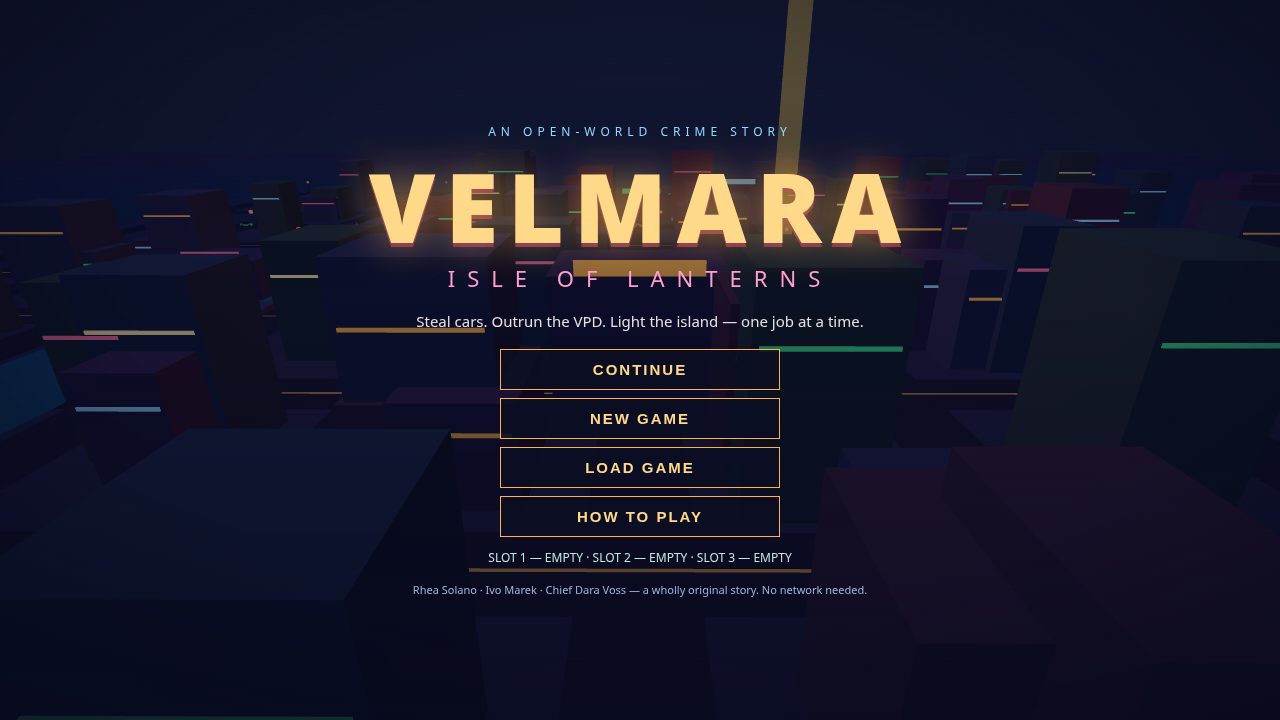 AN OPEN-WORLD CRIME STORY
VELMARA
ISLE OF LANTERNS
Steal cars. Outrun the VPD. Light the island — one job at a time.
CONTINUE
NEW GAME
LOAD GAME
HOW TO PLAY
SLOT 1 — EMPTY · SLOT 2 — EMPTY · SLOT 3 — EMPTY
Rhea Solano · Ivo Marek · Chief Dara Voss — a wholly original story. No network needed.